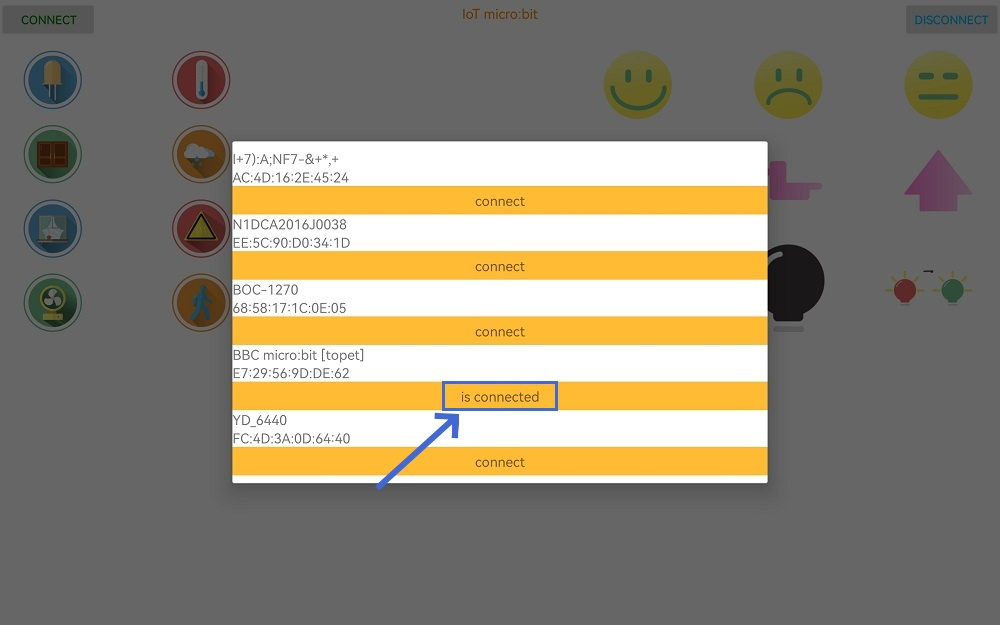 CONNECT
IoT micro:bit
DISCONNECT
I+7):A;NF7-&+*,+
AC:4D:16:2E:45:24
connect
N1DCA2016J0038
EE:5C:90:D0:34:1D
connect
BOC-1270
68:58:17:1C:0E:05
connect
BBC micro:bit [topet]
E7:29:56:9D:DE:62
is connected
YD_6440
FC:4D:3A:0D:64:40
connect